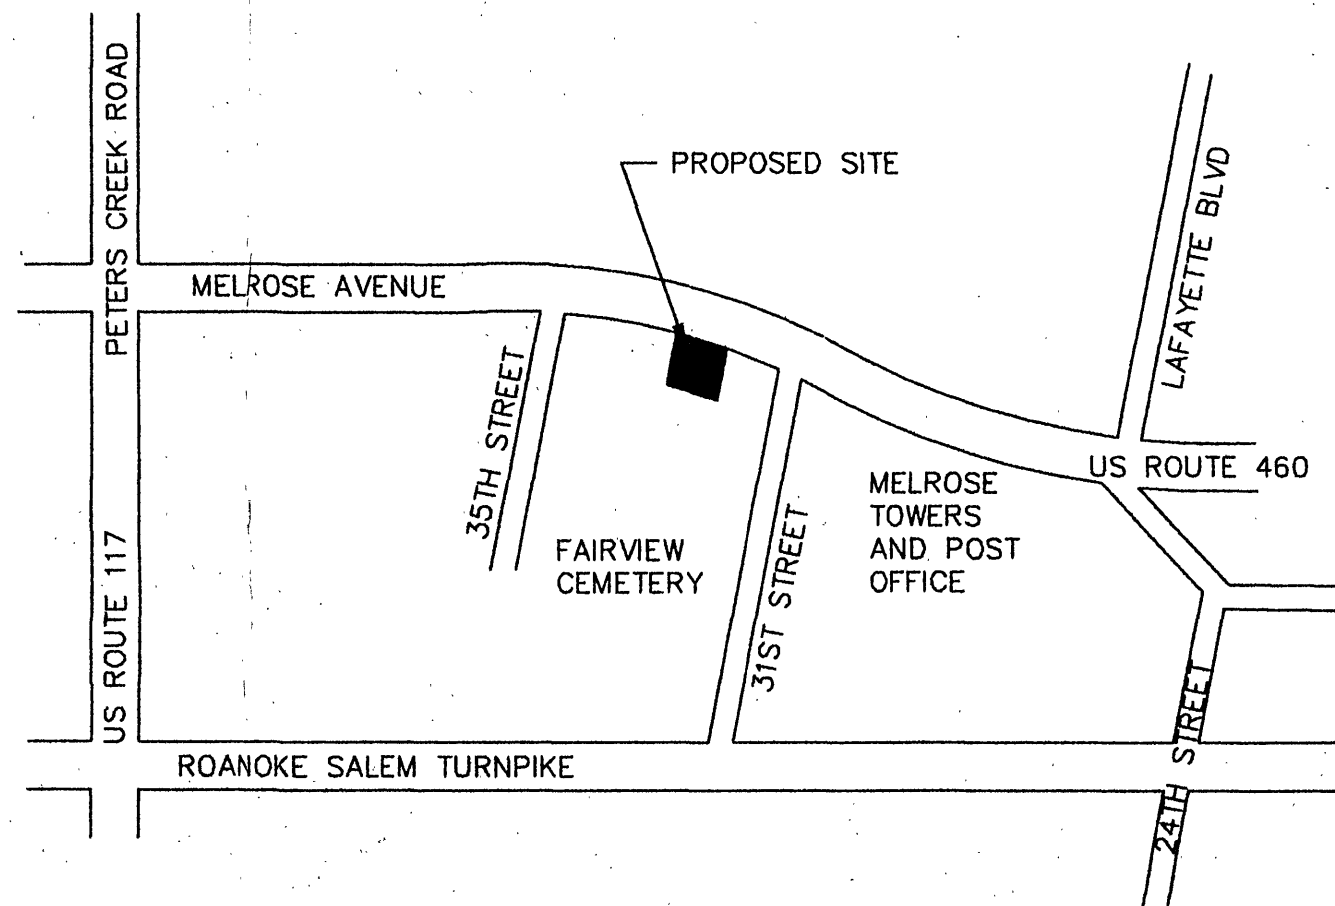 PETERS CREEK ROAD
PROPOSED SITE
LAFAYETTE BLVD
MELROSE AVENUE
35TH STREET
US ROUTE 460
MELROSE
TOWERS
AND POST
OFFICE
FAIRVIEW
CEMETERY
31ST STREET
US ROUTE 117
24TH STREET
ROANOKE SALEM TURNPIKE